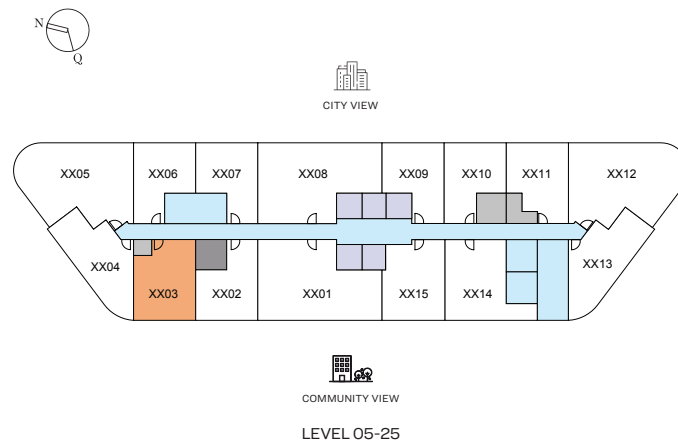 N
Q
CITY VIEW
XX05 XX06 XX07 XX08 XX09 XX10 XX11 XX12
XX04 XX13
XX03 XX02 XX01 XX15 XX14
COMMUNITY VIEW
LEVEL 05-25